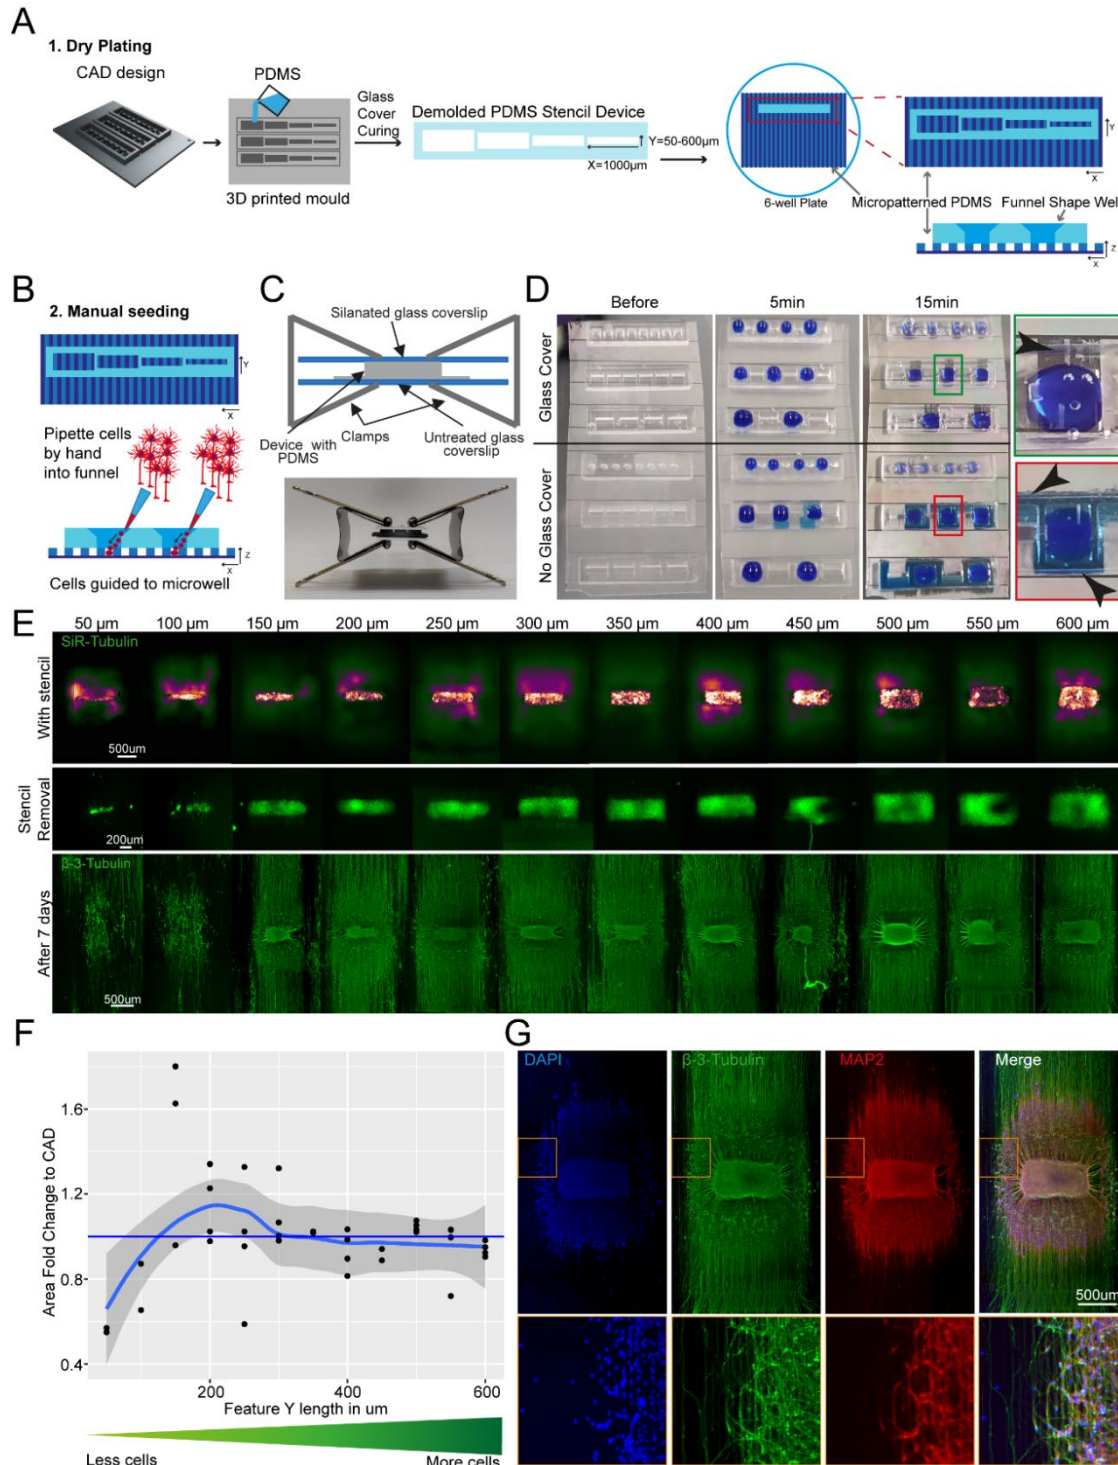 A
1. Dry Plating
CAD design
PDMS
Glass
Cover
Curing
3D printed mould
Demolded PDMS Stencil Device
Y=50-600µm
X=1000µm
6-well Plate
Micropatterned PDMS
Funnel Shape Well
Y
X
Z
X
B
2. Manual seeding
Y
X
Pipette cells
by hand
into funnel
Z
X
Cells guided to microwell
C
Silanated glass coverslip
Device with
PDMS
Clamps
Untreated glass
coverslip
D
Before
5min
15min
Glass Cover
No Glass Cover
E
50 µm
100 µm
150 µm
200 µm
250 µm
300 µm
350 µm
400 µm
450 µm
500 µm
550 µm
600 µm
SiR-Tubulin
With stencil
500um
Stencil
Removal
200um
β-3-Tubulin
After 7 days
500um
F
Area Fold Change to CAD
1.6
1.2
0.8
0.4
200
400
600
Feature Y length in um
Less cells
More cells
G
DAPI
β-3-Tubulin
MAP2
Merge
500um